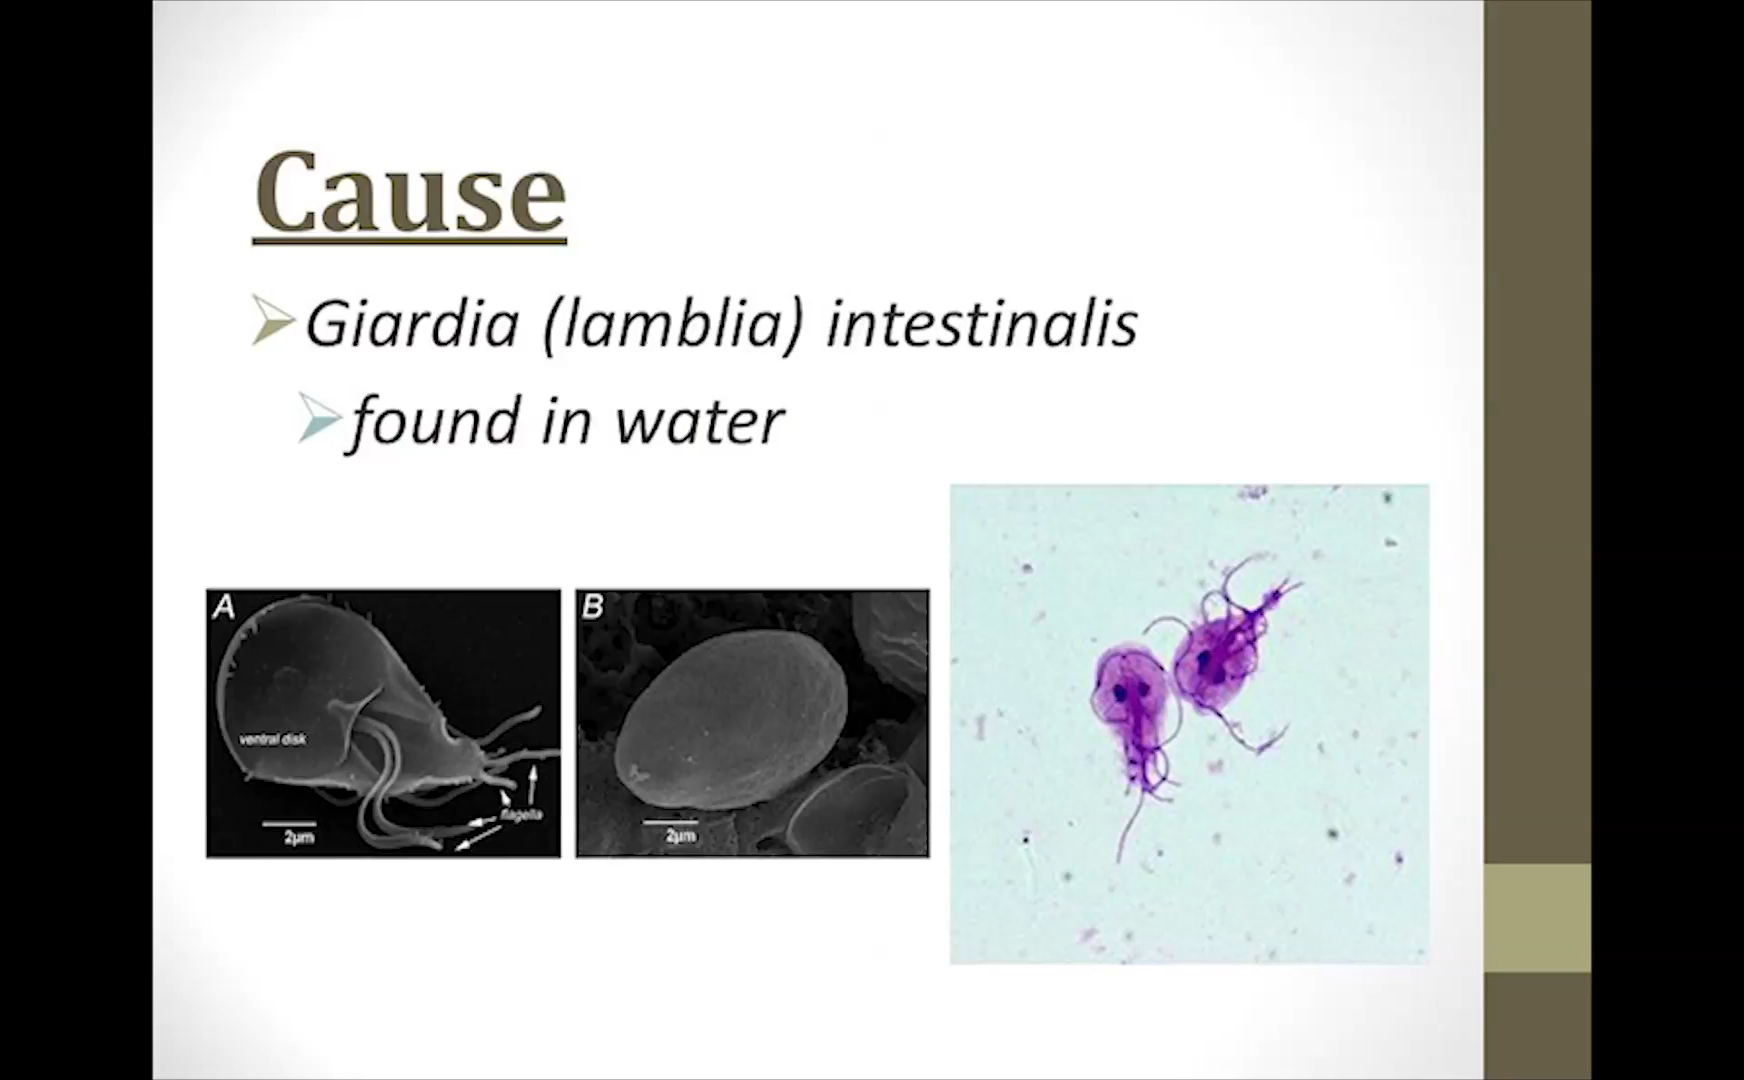 Cause
Giardia (lamblia) intestinalis
found in water
A
ventral disk
flagella
2µm
B
2µm